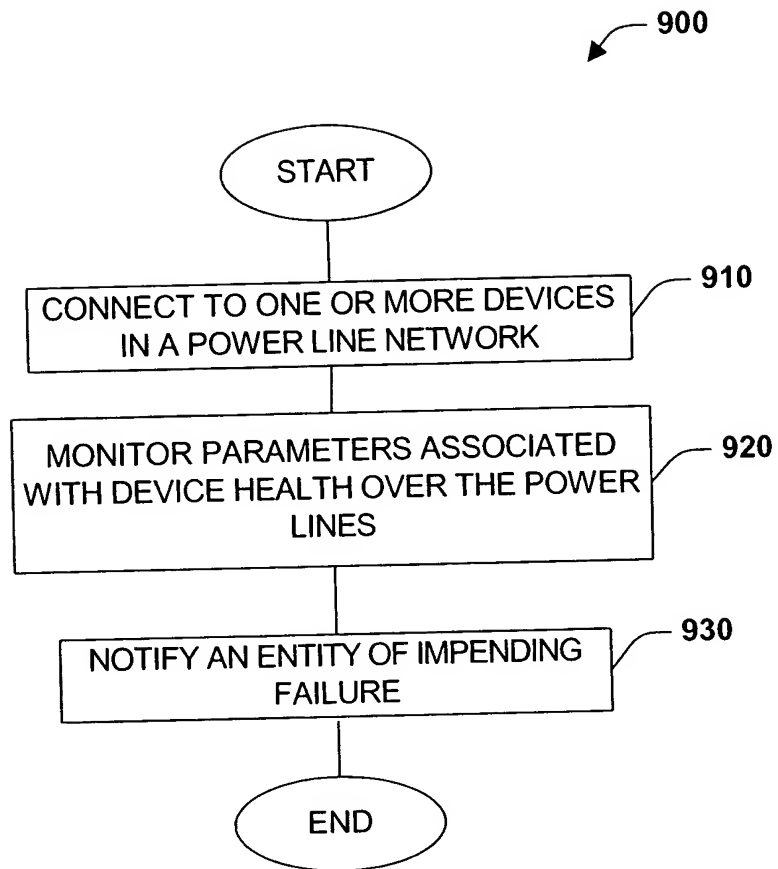 900
START
910
CONNECT TO ONE OR MORE DEVICES
IN A POWER LINE NETWORK
920
MONITOR PARAMETERS ASSOCIATED
WITH DEVICE HEALTH OVER THE POWER
LINES
930
NOTIFY AN ENTITY OF IMPENDING
FAILURE
END